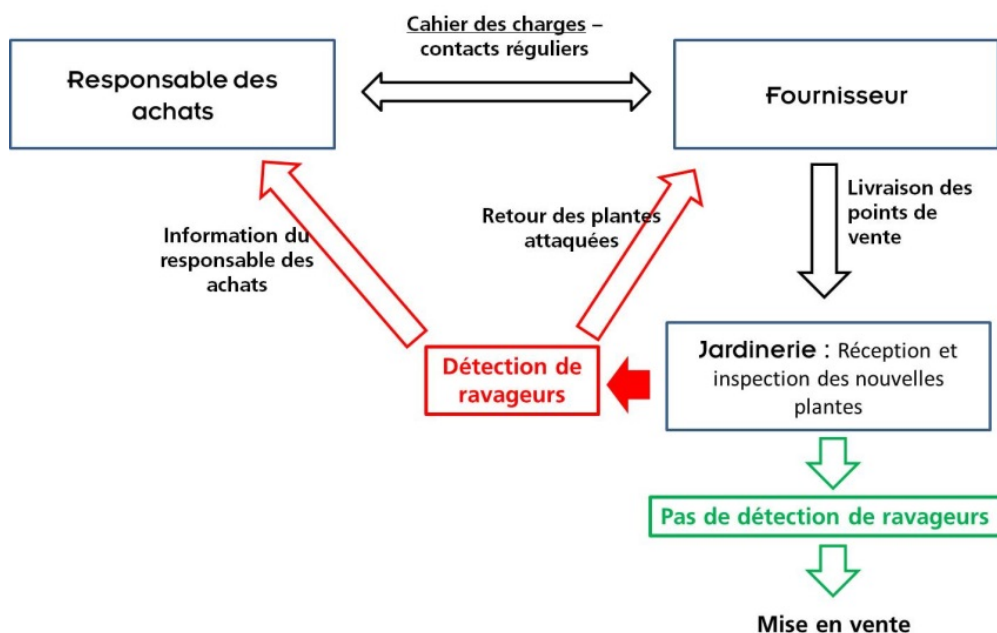 Cahier des charges –
contacts réguliers
Responsable des
achats
Fournisseur
Livraison des
points de
vente
Retour des plantes
attaquées
Information du
responsable des
achats
Jardinerie : Réception et
inspection des nouvelles
plantes
Détection de
ravageurs
Pas de détection de ravageurs
Mise en vente